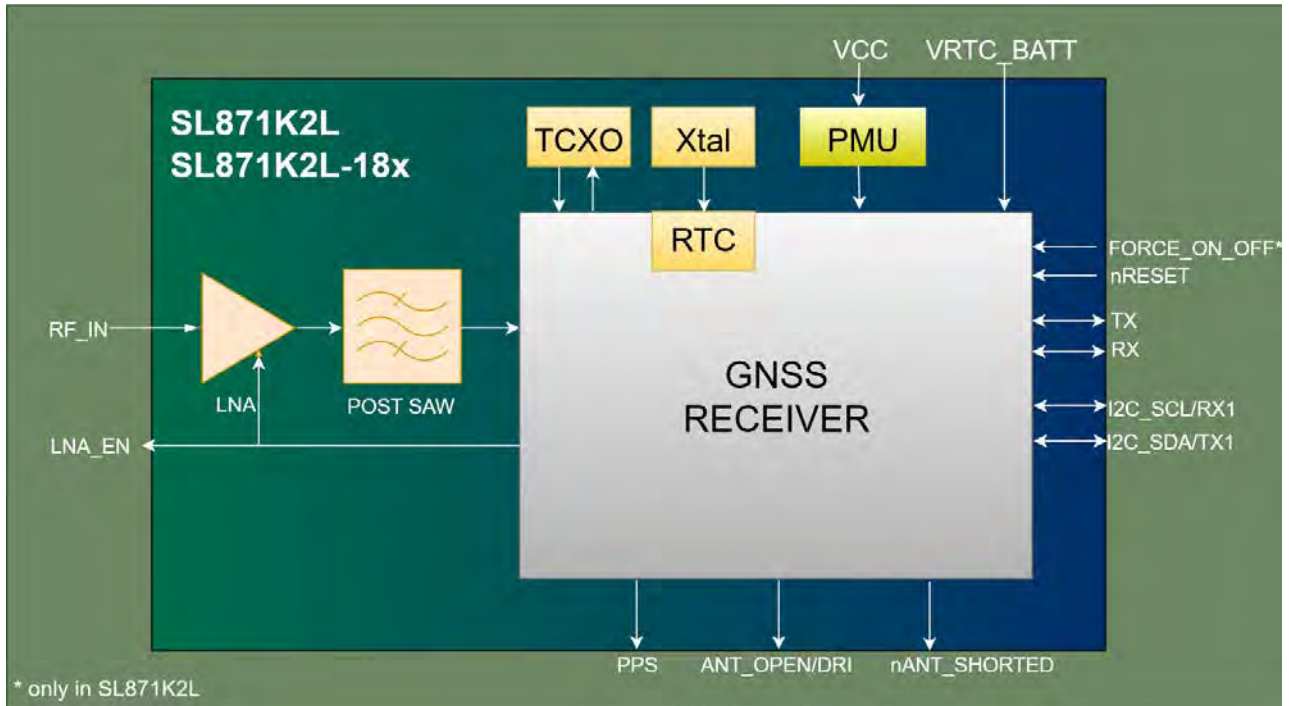 VCC
VRTC_BATT
SL871K2L
SL871K2L-18x
TCXO
Xtal
PMU
RTC
FORCE_ON_OFF*
nRESET
RF_IN
TX
RX
LNA
POST SAW
GNSS
RECEIVER
I2C_SCL/RX1
I2C_SDA/TX1
LNA_EN
PPS
ANT_OPEN/DRI
nANT_SHORTED
* only in SL871K2L